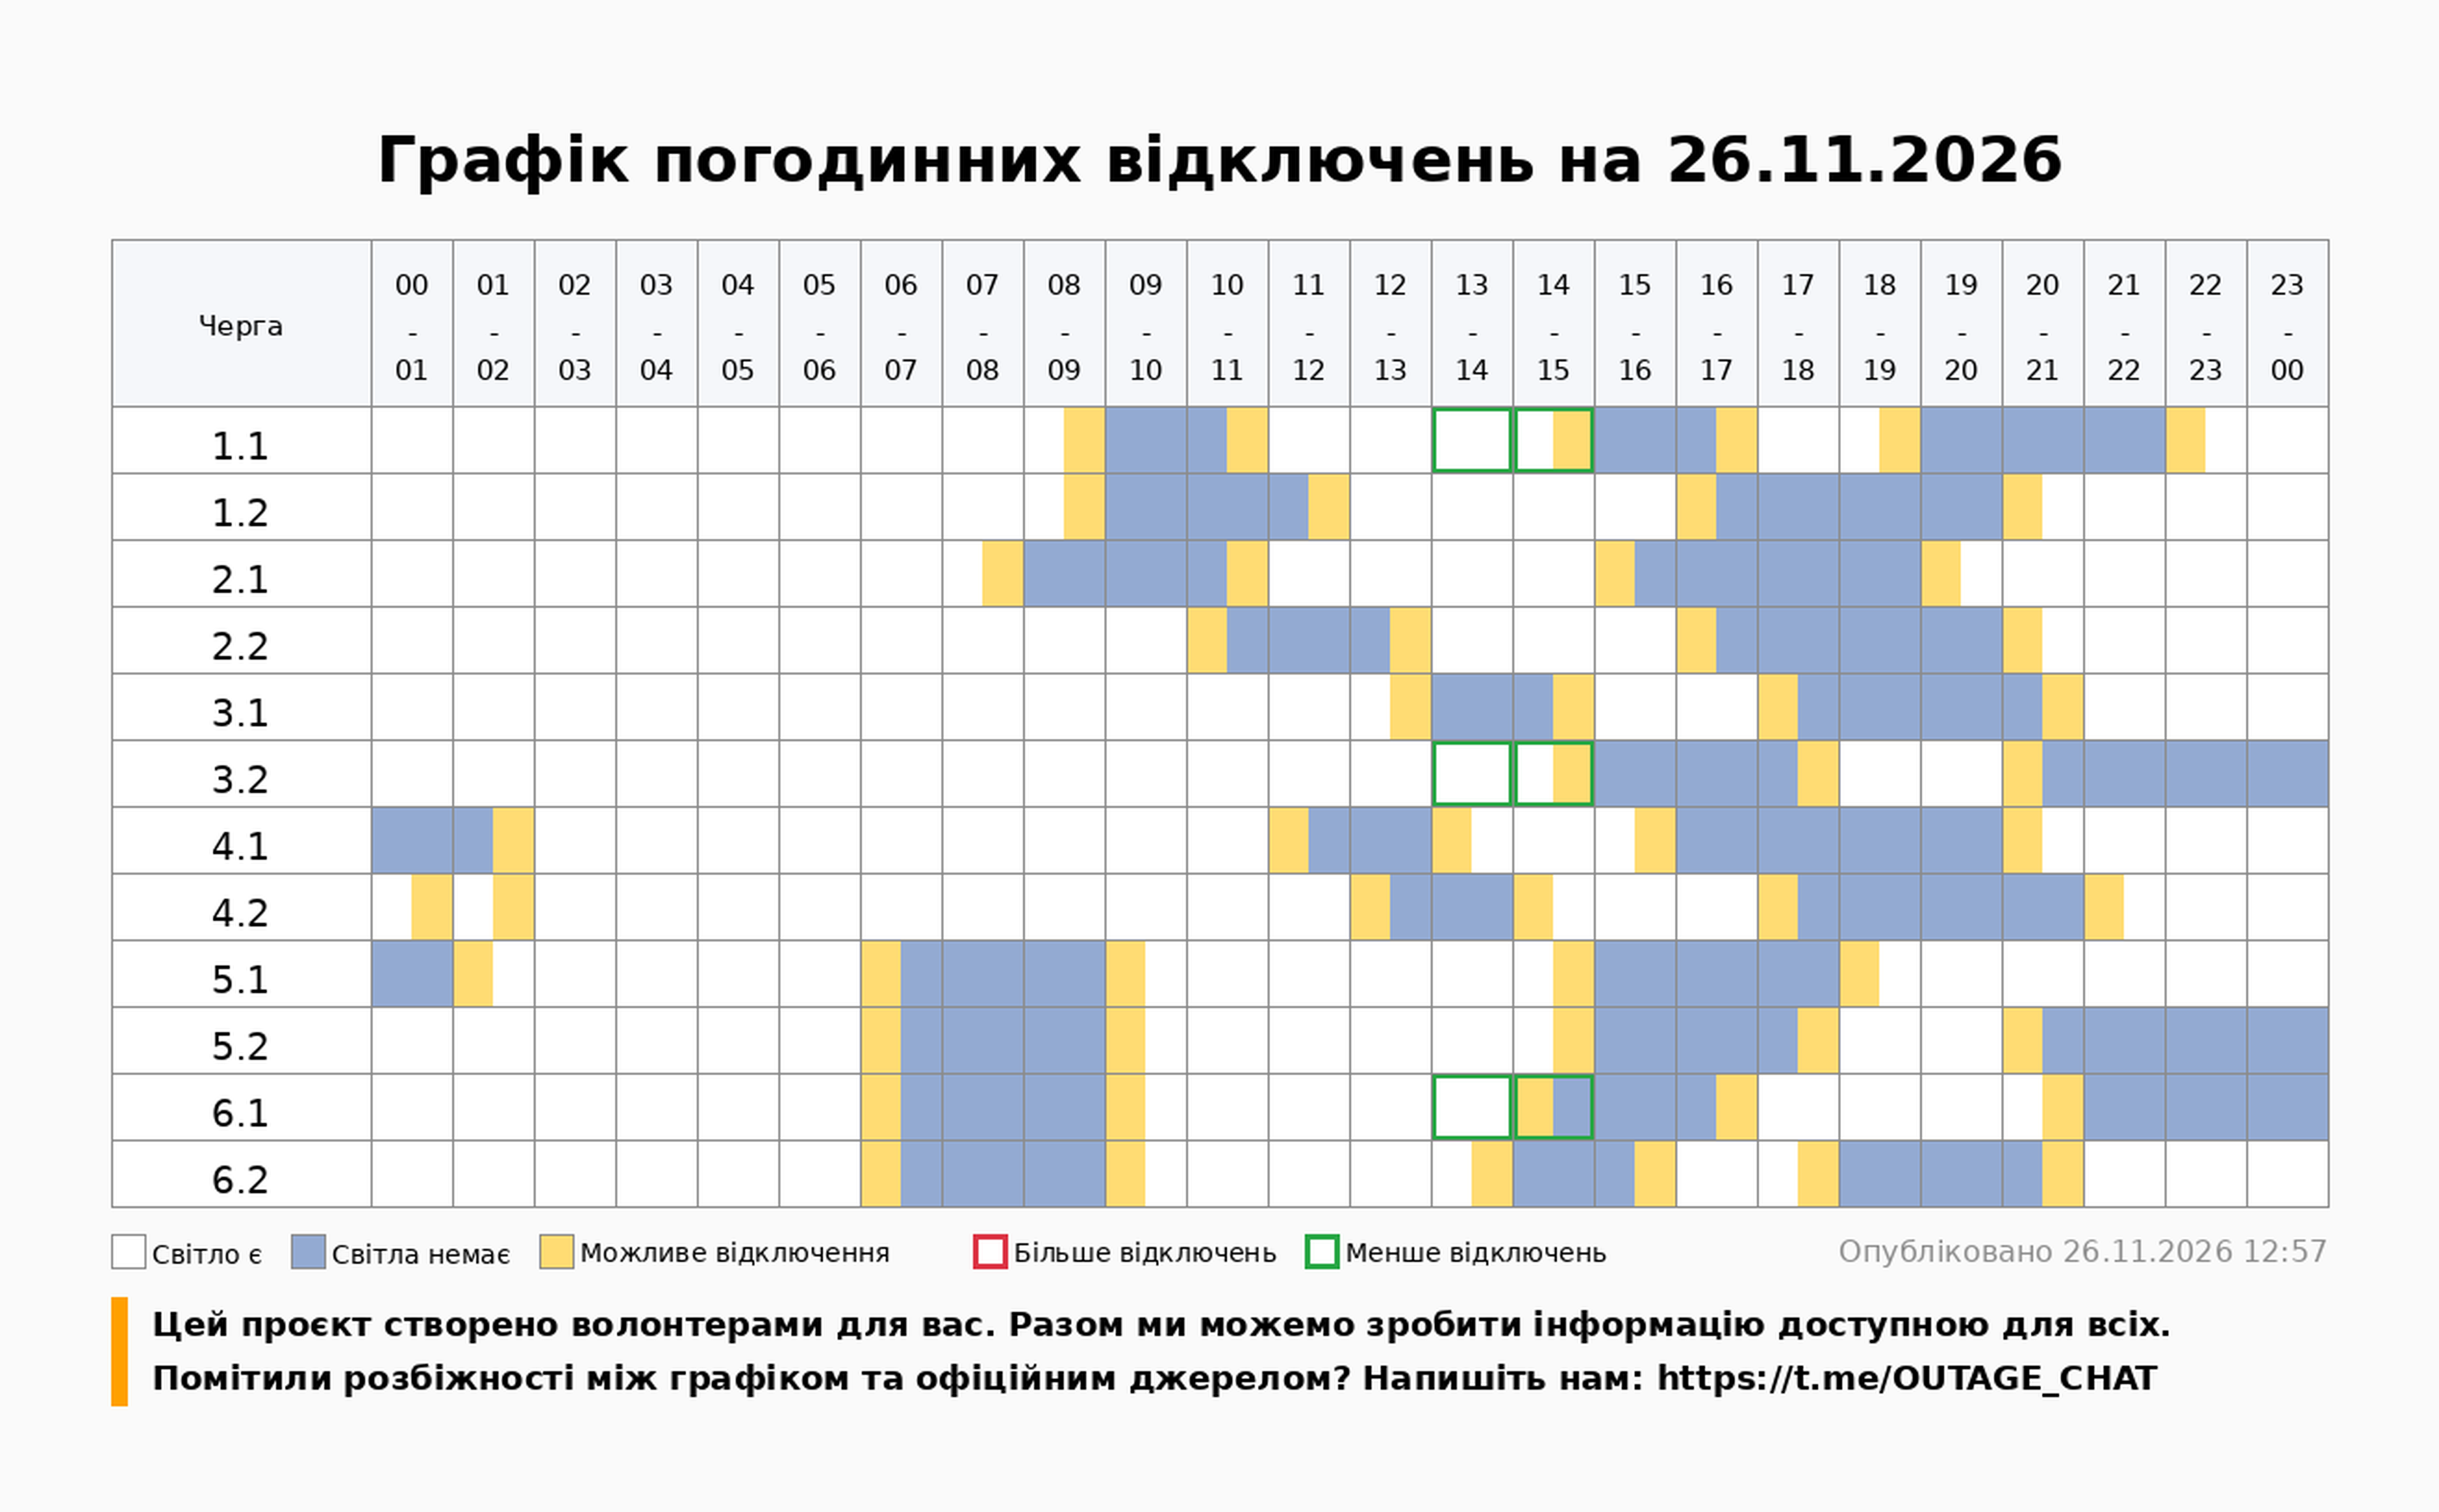 Графік погодинних відключень на 26.11.2026
Черга 00 - 01 01 - 02 02 - 03 03 - 04 04 - 05 05 - 06 06 - 07 07 - 08 08 - 09 09 - 10 10 - 11 11 - 12 12 - 13 13 - 14 14 - 15 15 - 16 16 - 17 17 - 18 18 - 19 19 - 20 20 - 21 21 - 22 22 - 23 23 - 00
1.1
1.2
2.1
2.2
3.1
3.2
4.1
4.2
5.1
5.2
6.1
6.2
Світло є Світла немає Можливе відключення Більше відключень Менше відключень Опубліковано 26.11.2026 12:57
Цей проєкт створено волонтерами для вас. Разом ми можемо зробити інформацію доступною для всіх.
Помітили розбіжності між графіком та офіційним джерелом? Напишіть нам: https://t.me/OUTAGE_CHAT